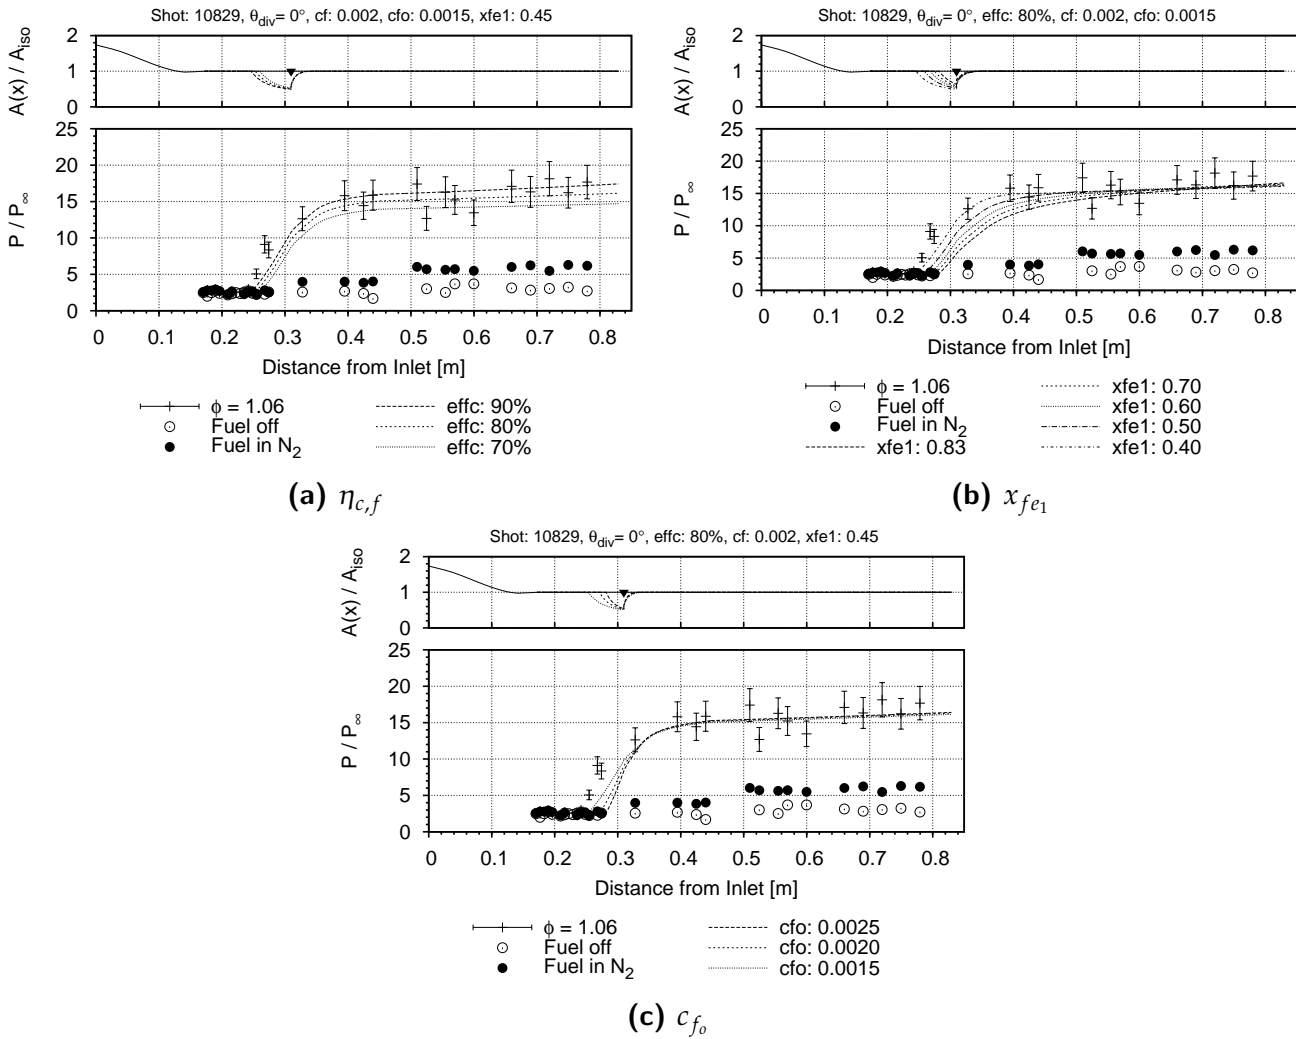 Shot: 10829, θdiv= 0°, cf: 0.002, cfo: 0.0015, xfe1: 0.45
A(x) / Aiso
2
1
0
P / P∞
25
20
15
10
5
0
0 0.1 0.2 0.3 0.4 0.5 0.6 0.7 0.8
Distance from Inlet [m]
ϕ = 1.06
Fuel off
Fuel in N2
effc: 90%
effc: 80%
effc: 70%
(a) ηc,f
Shot: 10829, θdiv= 0°, effc: 80%, cf: 0.002, cfo: 0.0015
A(x) / Aiso
2
1
0
P / P∞
25
20
15
10
5
0
0 0.1 0.2 0.3 0.4 0.5 0.6 0.7 0.8
Distance from Inlet [m]
ϕ = 1.06
Fuel off
Fuel in N2
xfe1: 0.83
xfe1: 0.70
xfe1: 0.60
xfe1: 0.50
xfe1: 0.40
(b) xfe1
Shot: 10829, θdiv= 0°, effc: 80%, cf: 0.002, xfe1: 0.45
A(x) / Aiso
2
1
0
P / P∞
25
20
15
10
5
0
0 0.1 0.2 0.3 0.4 0.5 0.6 0.7 0.8
Distance from Inlet [m]
ϕ = 1.06
Fuel off
Fuel in N2
cfo: 0.0025
cfo: 0.0020
cfo: 0.0015
(c) cfo